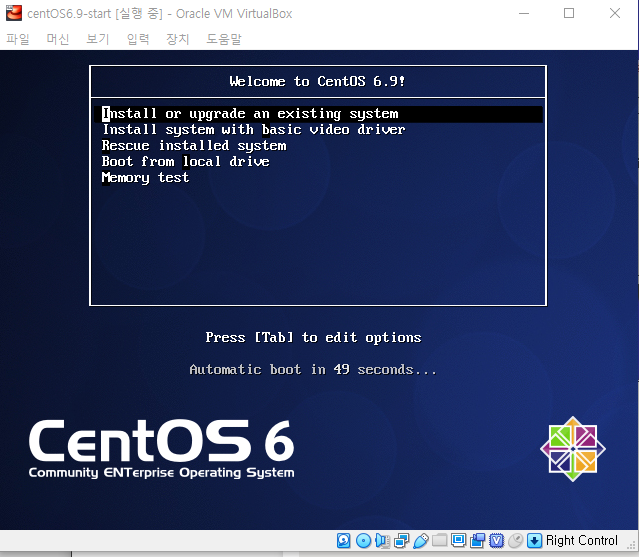 centOS6.9-start [실행 중] - Oracle VM VirtualBox
파일 머신 보기 입력 장치 도움말
Welcome to CentOS 6.9!
Install or upgrade an existing system
Install system with basic video driver
Rescue installed system
Boot from local drive
Memory test
Press [Tab] to edit options
Automatic boot in 49 seconds...
CentOS 6
Community ENTerprise Operating System
Right Control